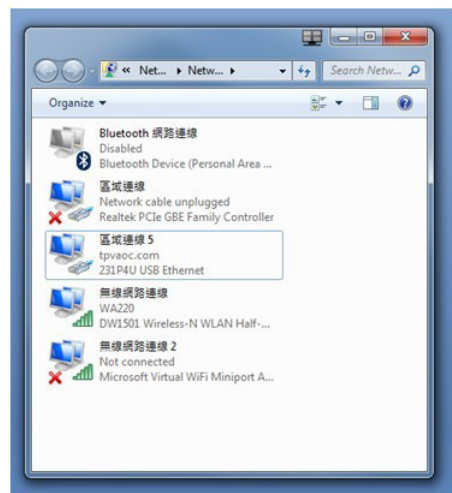 « Net... ▸ Netw... ▸
Search Netw...
Organize
Bluetooth 網路連線
Disabled
Bluetooth Device (Personal Area ...
區域連線
Network cable unplugged
Realtek PCIe GBE Family Controller
區域連線 5
tpvaoc.com
231P4U USB Ethernet
無線網路連線
WA220
DW1501 Wireless-N WLAN Half-...
無線網路連線 2
Not connected
Microsoft Virtual WiFi Miniport A...